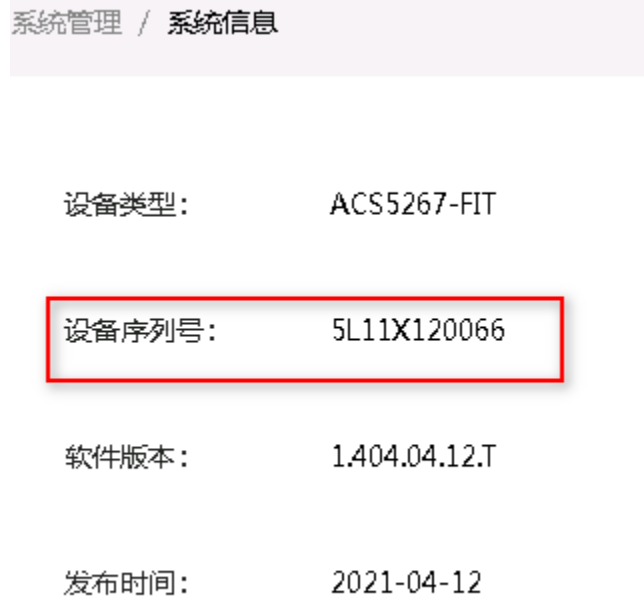 系统管理 / 系统信息
设备类型： ACS5267-FIT
设备序列号： 5L11X120066
软件版本： 1.404.04.12.T
发布时间： 2021-04-12